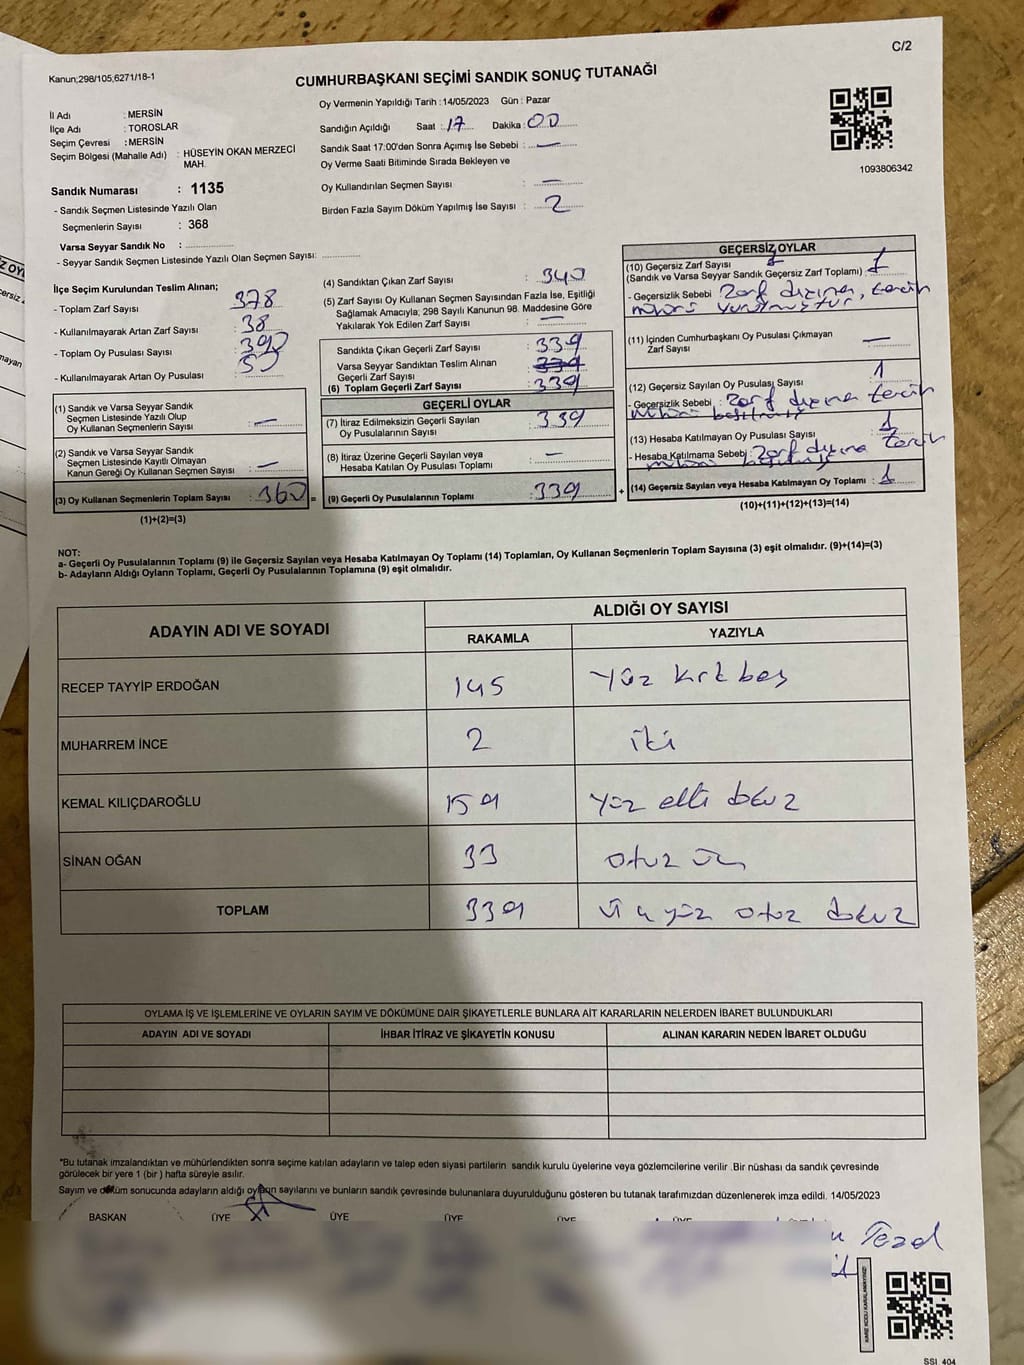 C/2
Kanun;298/105;6271/18-1
CUMHURBAŞKANI SEÇİMİ SANDIK SONUÇ TUTANAĞI
İl Adı : MERSİN
İlçe Adı : TOROSLAR
Seçim Çevresi : MERSİN
Seçim Bölgesi (Mahalle Adı) : HÜSEYİN OKAN MERZECİ
MAH.
Sandık Numarası : 1135
- Sandık Seçmen Listesinde Yazılı Olan
Seçmenlerin Sayısı : 368
Varsa Seyyar Sandık No :
- Seyyar Sandık Seçmen Listesinde Yazılı Olan Seçmen Sayısı:
Oy Vermenin Yapıldığı Tarih : 14/05/2023 Gün : Pazar
Sandığın Açıldığı Saat : 17 Dakika : 00
Sandık Saat 17:00'den Sonra Açımış İse Sebebi : —
Oy Verme Saati Bitiminde Sırada Bekleyen ve
Oy Kullandırılan Seçmen Sayısı : —
Birden Fazla Sayım Döküm Yapılmış İse Sayısı : 2
1093806342
İlçe Seçim Kurulundan Teslim Alınan;
- Toplam Zarf Sayısı : 378
- Kullanılmayarak Artan Zarf Sayısı : 38
- Toplam Oy Pusulası Sayısı :
- Kullanılmayarak Artan Oy Pusulası :
(1) Sandık ve Varsa Seyyar Sandık
Seçmen Listesinde Yazılı Olup
Oy Kullanan Seçmenlerin Sayısı : —
(2) Sandık ve Varsa Seyyar Sandık
Seçmen Listesinde Kayıtlı Olmayan
Kanun Gereği Oy Kullanan Seçmen Sayısı : —
(3) Oy Kullanan Seçmenlerin Toplam Sayısı : 360 =
(1)+(2)=(3)
(4) Sandıktan Çıkan Zarf Sayısı : 340
(5) Zarf Sayısı Oy Kullanan Seçmen Sayısından Fazla İse, Eşitliği
Sağlamak Amacıyla; 298 Sayılı Kanunun 98. Maddesine Göre
Yakılarak Yok Edilen Zarf Sayısı : —
Sandıkta Çıkan Geçerli Zarf Sayısı : 339
Varsa Seyyar Sandıktan Teslim Alınan
Geçerli Zarf Sayısı : 339
(6) Toplam Geçerli Zarf Sayısı : 339
GEÇERLİ OYLAR
(7) İtiraz Edilmeksizin Geçerli Sayılan
Oy Pusulalarının Sayısı : 339
(8) İtiraz Üzerine Geçerli Sayılan veya
Hesaba Katılan Oy Pusulası Toplamı : —
(9) Geçerli Oy Pusulalarının Toplamı : 339 +
GEÇERSİZ OYLAR
(10) Geçersiz Zarf Sayısı
(Sandık ve Varsa Seyyar Sandık Geçersiz Zarf Toplamı) : 1
- Geçersizlik Sebebi : Zarf dışına, tercih
mührü
(11) İçinden Cumhurbaşkanı Oy Pusulası Çıkmayan
Zarf Sayısı : —
(12) Geçersiz Sayılan Oy Pusulası Sayısı : 1
- Geçersizlik Sebebi : Zarf dışına tercih
(13) Hesaba Katılmayan Oy Pusulası Sayısı : 1
- Hesaba Katılmama Sebebi : Zarf dışına tercih
(14) Geçersiz Sayılan veya Hesaba Katılmayan Oy Toplamı : 1
(10)+(11)+(12)+(13)=(14)
NOT:
a- Geçerli Oy Pusulalarının Toplamı (9) ile Geçersiz Sayılan veya Hesaba Katılmayan Oy Toplamı (14) Toplamları, Oy Kullanan Seçmenlerin Toplam Sayısına (3) eşit olmalıdır. (9)+(14)=(3)
b- Adayların Aldığı Oyların Toplamı, Geçerli Oy Pusulalarının Toplamına (9) eşit olmalıdır.
ADAYIN ADI VE SOYADI
ALDIĞI OY SAYISI
RAKAMLA YAZIYLA
RECEP TAYYİP ERDOĞAN 145 yüz kırk beş
MUHARREM İNCE 2 iki
KEMAL KILIÇDAROĞLU 159 yüz elli dokuz
SİNAN OĞAN 33 otuz üç
TOPLAM 339 üç yüz otuz dokuz
OYLAMA İŞ VE İŞLEMLERİNE VE OYLARIN SAYIM VE DÖKÜMÜNE DAİR ŞİKAYETLERLE BUNLARA AİT KARARLARIN NELERDEN İBARET BULUNDUKLARI
ADAYIN ADI VE SOYADI İHBAR İTİRAZ VE ŞİKAYETİN KONUSU ALINAN KARARIN NEDEN İBARET OLDUĞU
*Bu tutanak imzalandıktan ve mühürlendikten sonra seçime katılan adayların ve talep eden siyasi partilerin sandık kurulu üyelerine veya gözlemcilerine verilir .Bir nüshası da sandık çevresinde
görülecek bir yere 1 (bir ) hafta süreyle asılır.
Sayım ve döküm sonucunda adayların aldığı oyların sayılarını ve bunların sandık çevresinde bulunanlara duyurulduğunu gösteren bu tutanak tarafımızdan düzenlenerek imza edildi. 14/05/2023
BAŞKAN ÜYE ÜYE ÜYE ÜYE ÜYE
SSI. 404